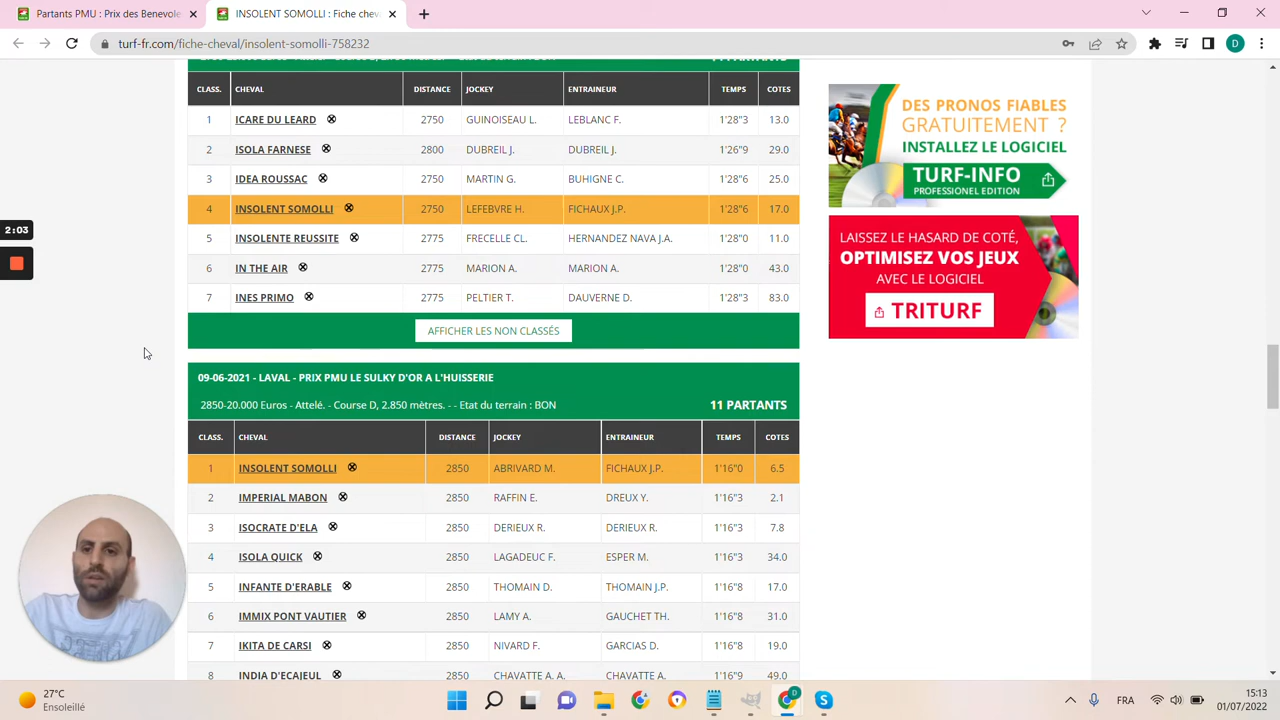 Partants PMU : Prix des Benevole
INSOLENT SOMOLLI : Fiche chev
turf-fr.com/fiche-cheval/insolent-somolli-758232
D
CLASS. CHEVAL DISTANCE JOCKEY ENTRAINEUR TEMPS COTES
1 ICARE DU LEARD 2750 GUINOISEAU L. LEBLANC F. 1'28"3 13.0
2 ISOLA FARNESE 2800 DUBREIL J. DUBREIL J. 1'26"9 29.0
3 IDEA ROUSSAC 2750 MARTIN G. BUHIGNE C. 1'28"6 25.0
4 INSOLENT SOMOLLI 2750 LEFEBVRE H. FICHAUX J.P. 1'28"6 17.0
5 INSOLENTE REUSSITE 2775 FRECELLE CL. HERNANDEZ NAVA J.A. 1'28"0 11.0
6 IN THE AIR 2775 MARION A. MARION A. 1'28"0 43.0
7 INES PRIMO 2775 PELTIER T. DAUVERNE D. 1'28"3 83.0
AFFICHER LES NON CLASSÉS
09-06-2021 - LAVAL - PRIX PMU LE SULKY D'OR A L'HUISSERIE
2850-20.000 Euros - Attelé. - Course D, 2.850 mètres. - - Etat du terrain : BON
11 PARTANTS
CLASS. CHEVAL DISTANCE JOCKEY ENTRAINEUR TEMPS COTES
1 INSOLENT SOMOLLI 2850 ABRIVARD M. FICHAUX J.P. 1'16"0 6.5
2 IMPERIAL MABON 2850 RAFFIN E. DREUX Y. 1'16"3 2.1
3 ISOCRATE D'ELA 2850 DERIEUX R. DERIEUX R. 1'16"3 7.8
4 ISOLA QUICK 2850 LAGADEUC F. ESPER M. 1'16"3 34.0
5 INFANTE D'ERABLE 2850 THOMAIN D. THOMAIN J.P. 1'16"8 17.0
6 IMMIX PONT VAUTIER 2850 LAMY A. GAUCHET TH. 1'16"8 31.0
7 IKITA DE CARSI 2850 NIVARD F. GARCIAS D. 1'16"8 19.0
8 INDIA D'ECAJEUL 2850 CHAVATTE A. A. CHAVATTE A. 1'16"9 49.0
DES PRONOS FIABLES
GRATUITEMENT ?
INSTALLEZ LE LOGICIEL
TURF-INFO
PROFESSIONEL EDITION
LAISSEZ LE HASARD DE COTÉ,
OPTIMISEZ VOS JEUX
AVEC LE LOGICIEL
TRITURF
2:03
27°C
Ensoleillé
D
FRA
15:13
01/07/2022